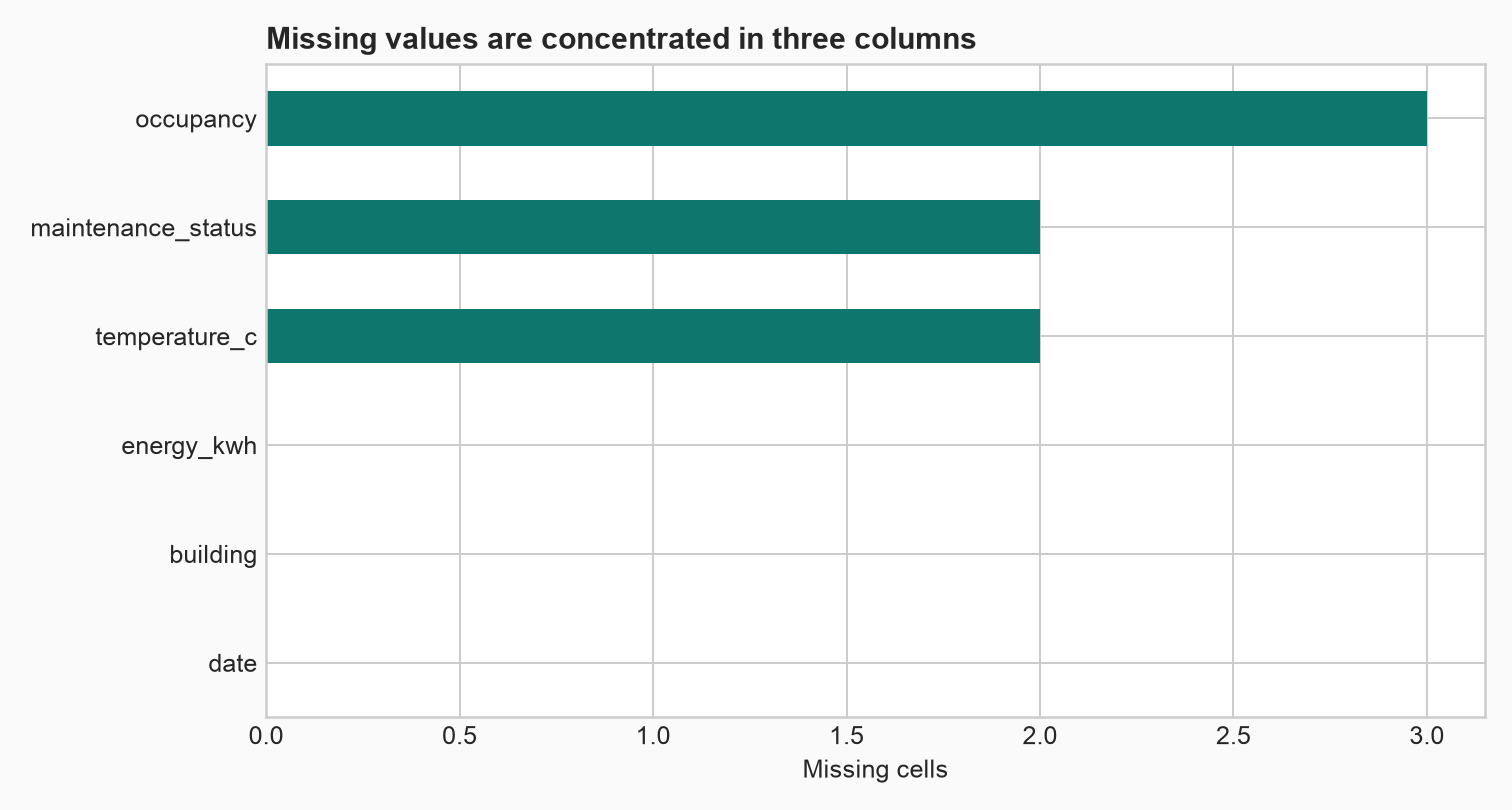 Missing values are concentrated in three columns
occupancy
maintenance_status
temperature_c
energy_kwh
building
date
0.0 0.5 1.0 1.5 2.0 2.5 3.0
Missing cells